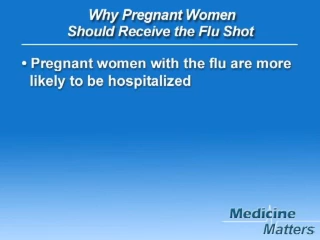 Why Pregnant Women
Should Receive the Flu Shot
• Pregnant women with the flu are more
likely to be hospitalized
Medicine
Matters